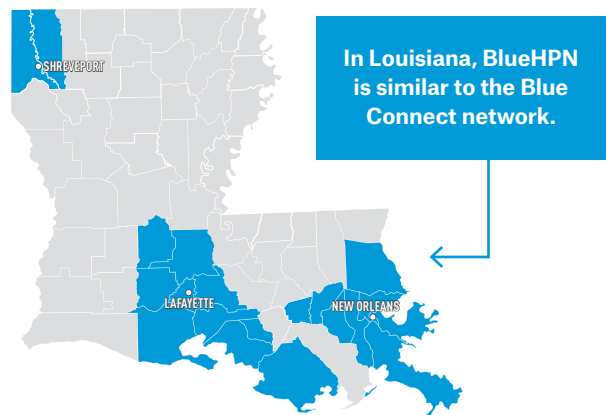 In Louisiana, BlueHPN
is similar to the Blue
Connect network.
SHREVEPORT
LAFAYETTE
NEW ORLEANS